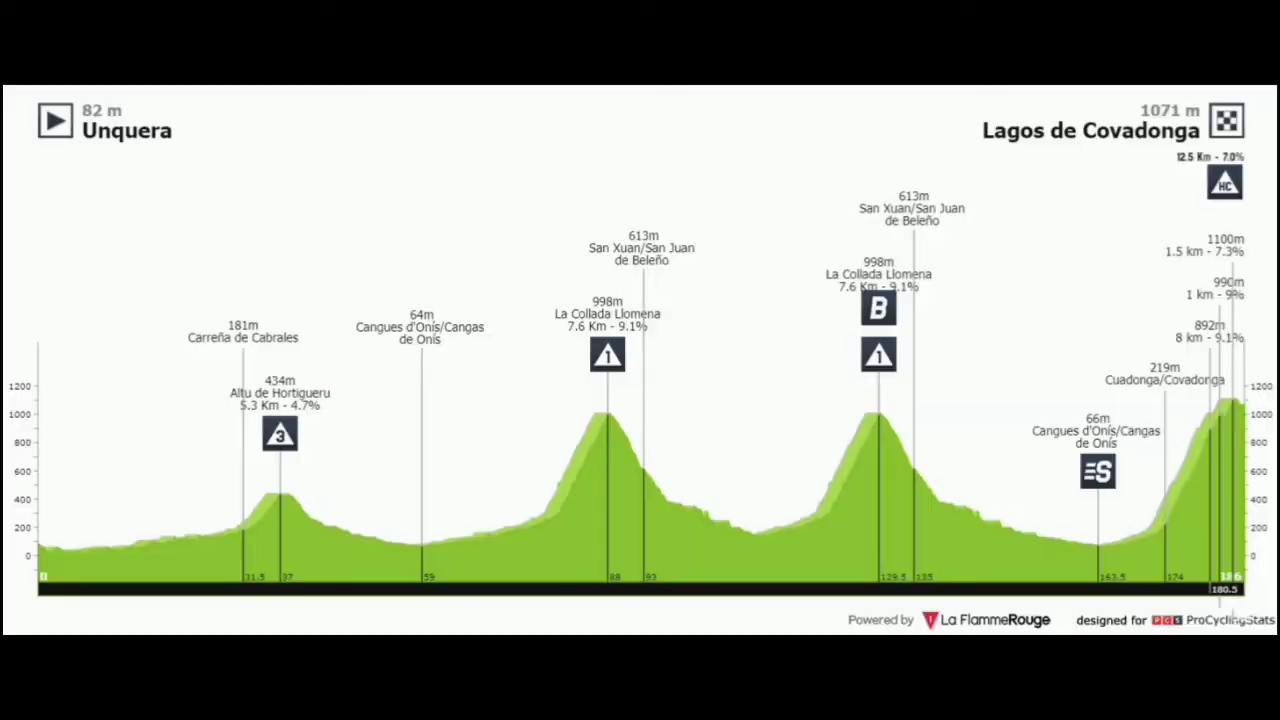 82 m
Unquera
1071 m
Lagos de Covadonga
12.5 Km - 7.0%
HC
613m
San Xuan/San Juan
de Beleño
613m
San Xuan/San Juan
de Beleño
1100m
1.5 km - 7.3%
998m
La Collada Llomena
7.6 Km - 9.1%
B
1
990m
1 km - 9%
998m
La Collada Llomena
7.6 Km - 9.1%
1
64m
Cangues d'Onís/Cangas
de Onís
181m
Carreña de Cabrales
892m
8 km - 9.1%
219m
Cuadonga/Covadonga
434m
Altu de Hortigueru
5.3 Km - 4.7%
3
66m
Cangues d'Onís/Cangas
de Onís
S
1200
1000
800
600
400
200
0
1200
1000
800
600
400
200
0
0 31.5 37 59 88 93 129.5 135 163.5 174 186
180.5
Powered by La FlammeRouge designed for PCS ProCyclingStats